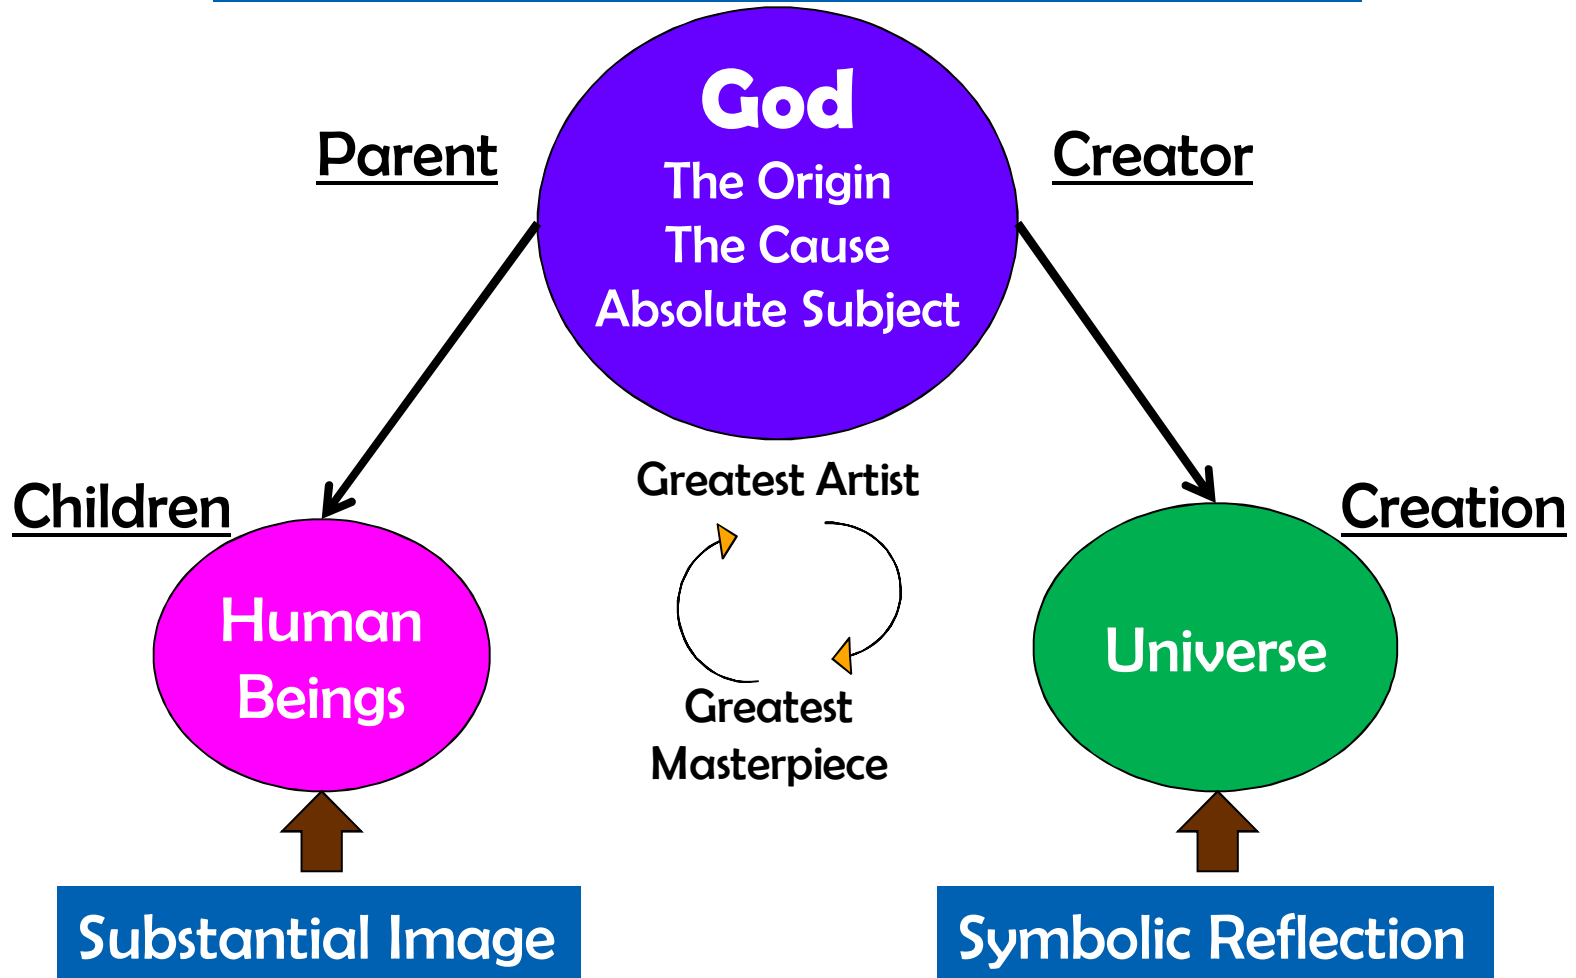 God
The Origin
The Cause
Absolute Subject
Parent
Creator
Children
Creation
Greatest Artist
Greatest
Masterpiece
Human
Beings
Universe
Substantial Image
Symbolic Reflection